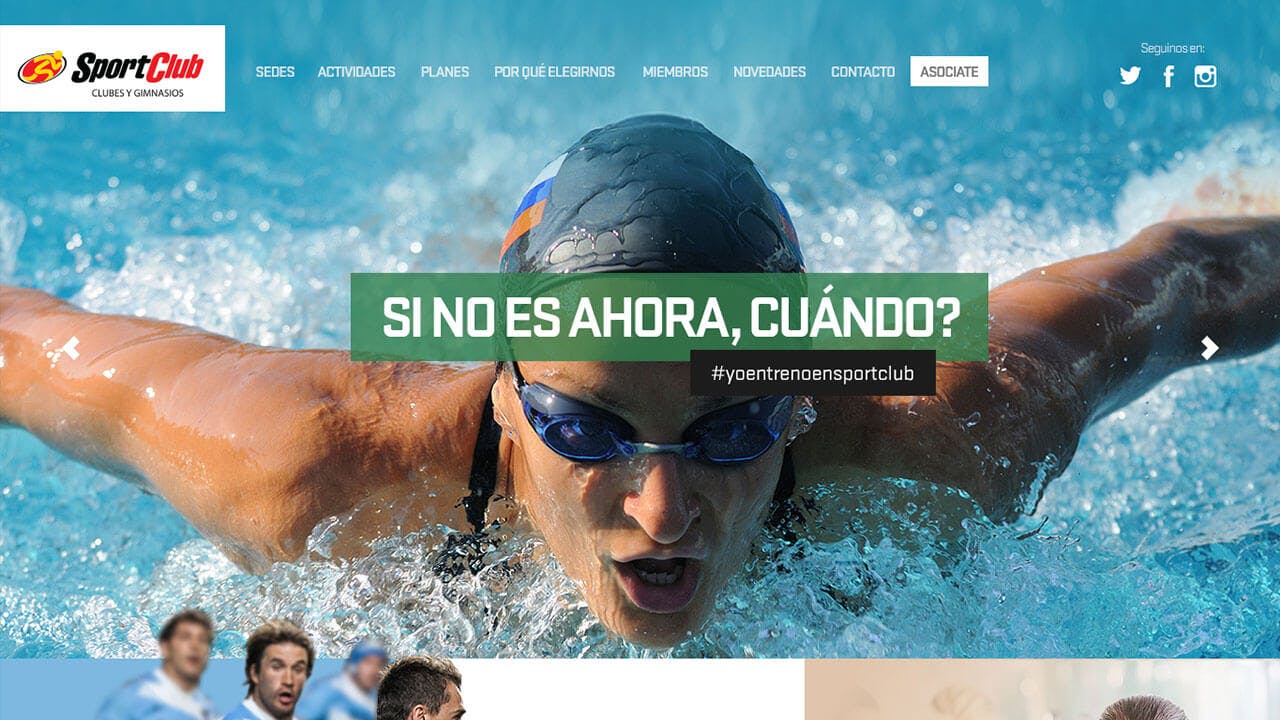 SportClub
CLUBES Y GIMNASIOS
SEDES ACTIVIDADES PLANES POR QUÉ ELEGIRNOS MIEMBROS NOVEDADES CONTACTO ASOCIATE
Seguinos en:
SI NO ES AHORA, CUÁNDO?
#yoentrenoensportclub